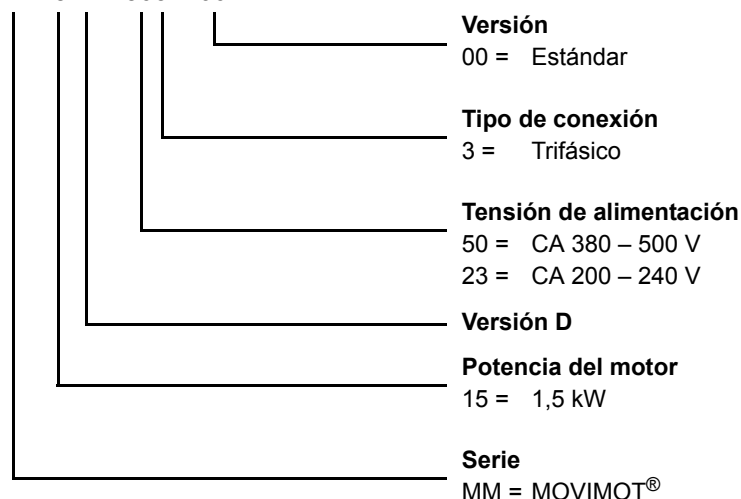 Versión
00 = Estándar
Tipo de conexión
3 = Trifásico
Tensión de alimentación
50 = CA 380 – 500 V
23 = CA 200 – 240 V
Versión D
Potencia del motor
15 = 1,5 kW
Serie
MM = MOVIMOT®